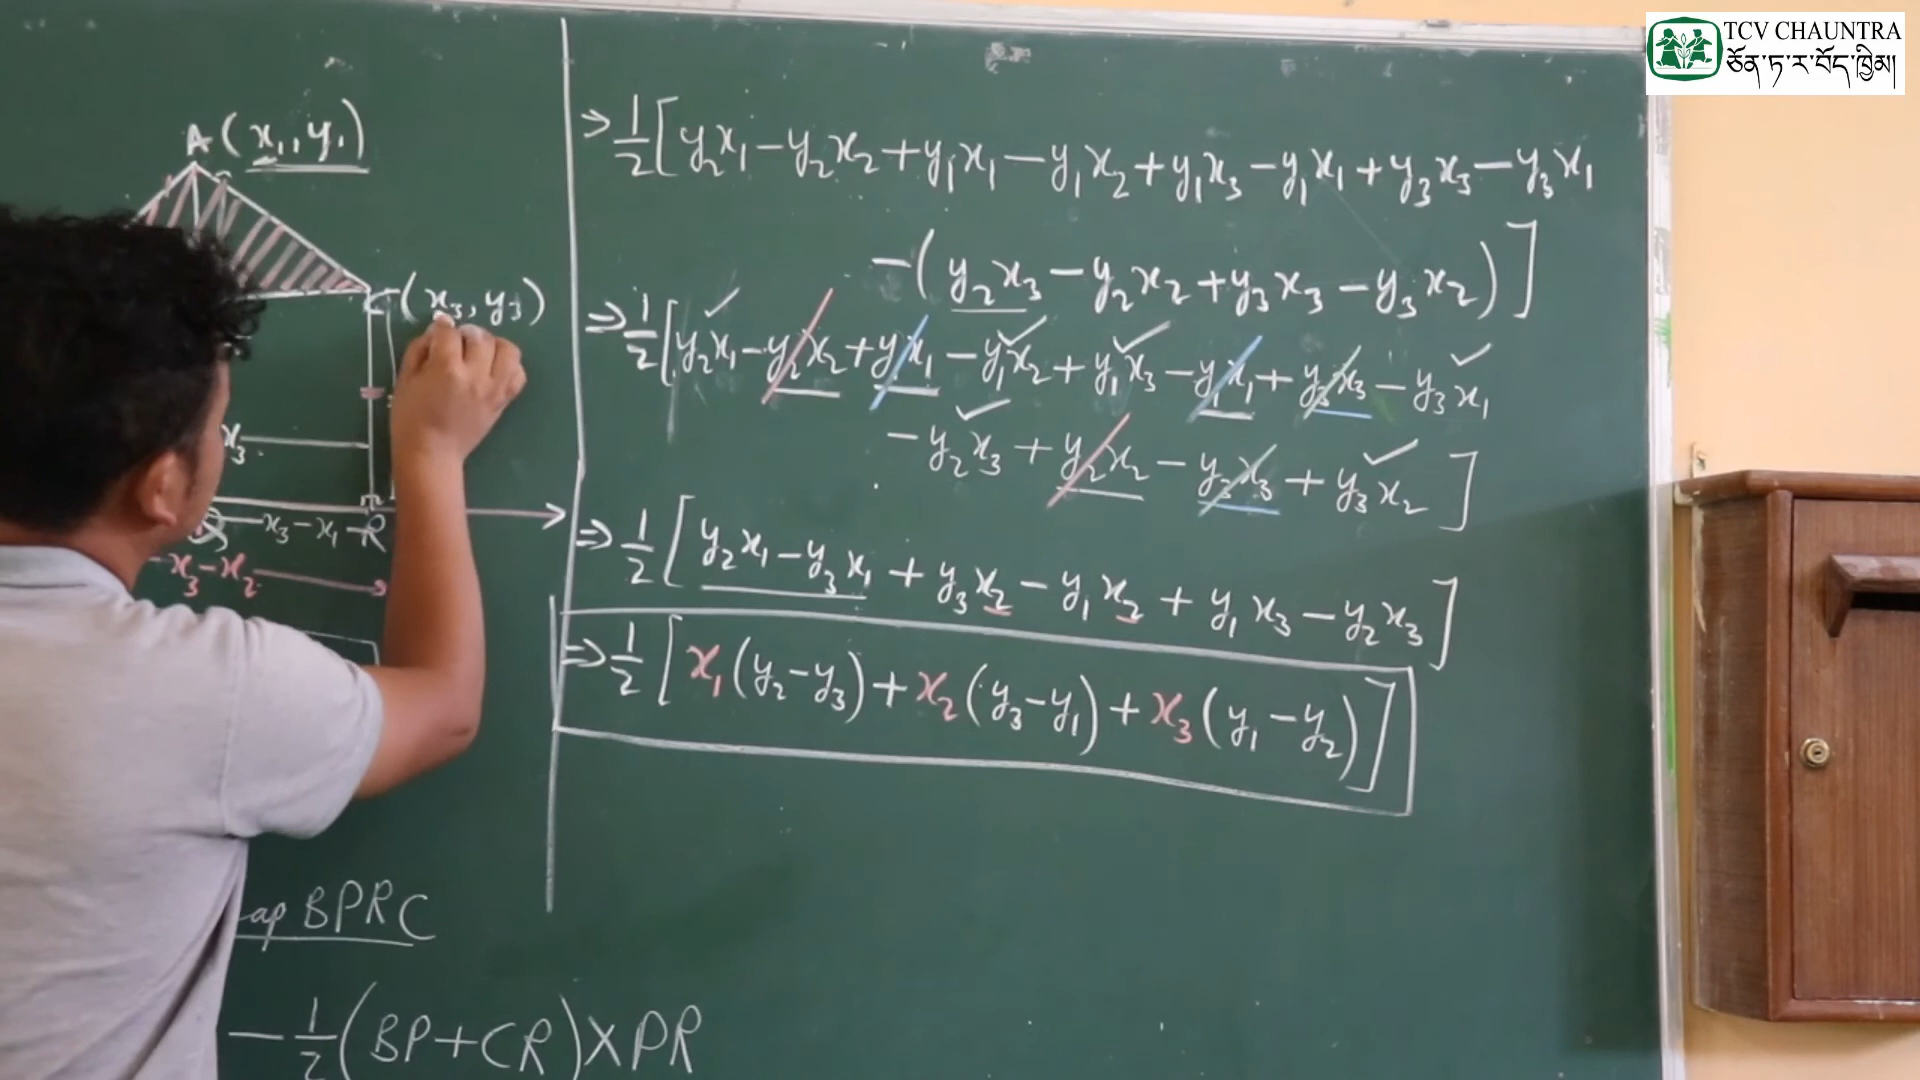 TCV CHAUNTRA
ཅོན་ཏ་ར་བོད་ཁྱིམ།
A (x₁, y₁)
C (x₃, y₃)
x₃
x₃-x₁ R
x₃-x₂
BPRC
-1/2(BP+CR)XPR
⇒ 1/2[y₂x₁-y₂x₂+y₁x₁-y₁x₂+y₁x₃-y₁x₁+y₃x₃-y₃x₁
-(y₂x₃-y₂x₂+y₃x₃-y₃x₂)]
⇒ 1/2[y₂x₁-y₂x₂+y₁x₁-y₁x₂+y₁x₃-y₁x₁+y₃x₃-y₃x₁
-y₂x₃+y₂x₂-y₃x₃+y₃x₂]
⇒ 1/2[y₂x₁-y₃x₁+y₃x₂-y₁x₂+y₁x₃-y₂x₃]
⇒ 1/2[x₁(y₂-y₃)+x₂(y₃-y₁)+x₃(y₁-y₂)]